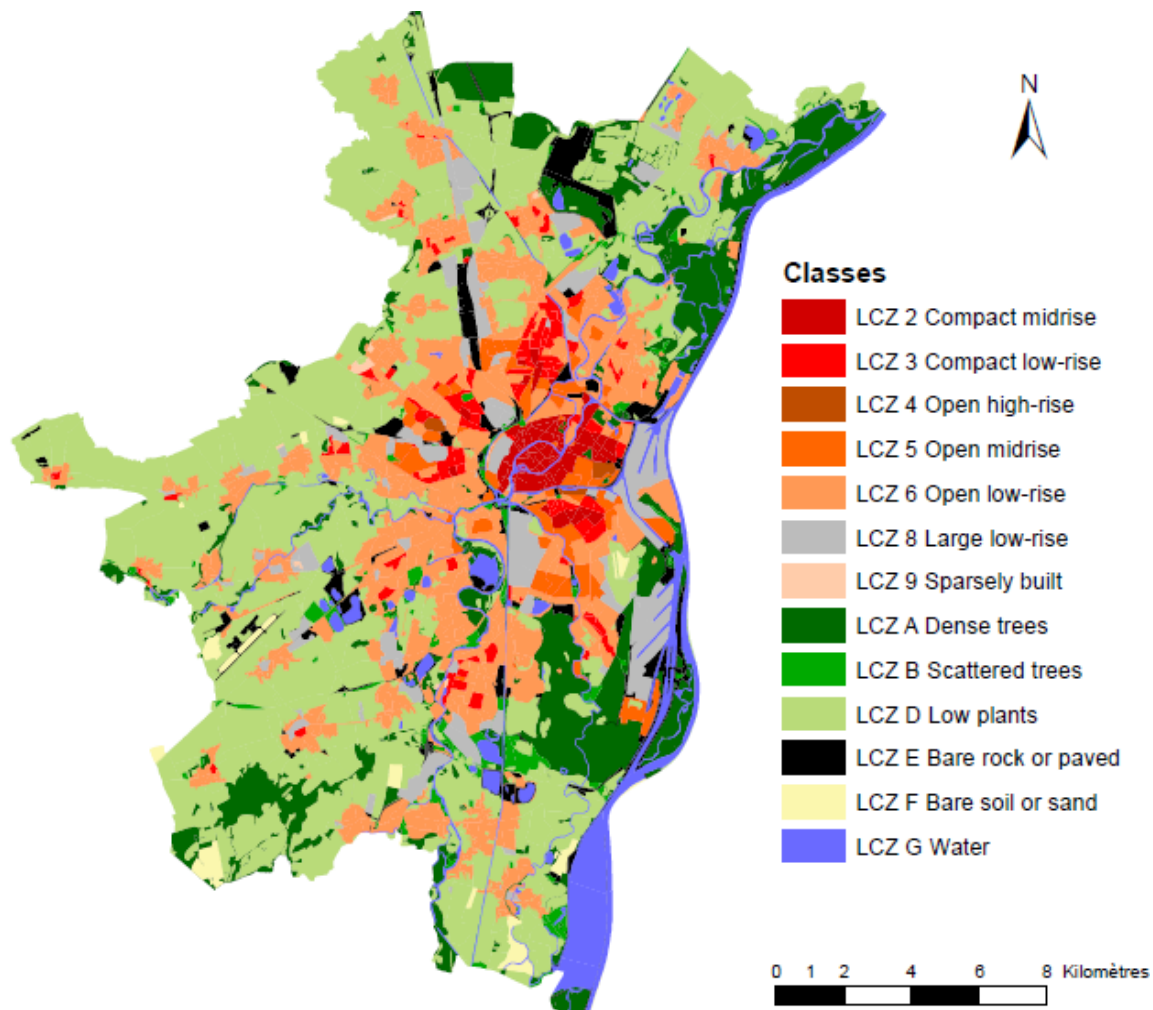 N
Classes
LCZ 2 Compact midrise
LCZ 3 Compact low-rise
LCZ 4 Open high-rise
LCZ 5 Open midrise
LCZ 6 Open low-rise
LCZ 8 Large low-rise
LCZ 9 Sparsely built
LCZ A Dense trees
LCZ B Scattered trees
LCZ D Low plants
LCZ E Bare rock or paved
LCZ F Bare soil or sand
LCZ G Water
0 1 2 4 6 8 Kilomètres